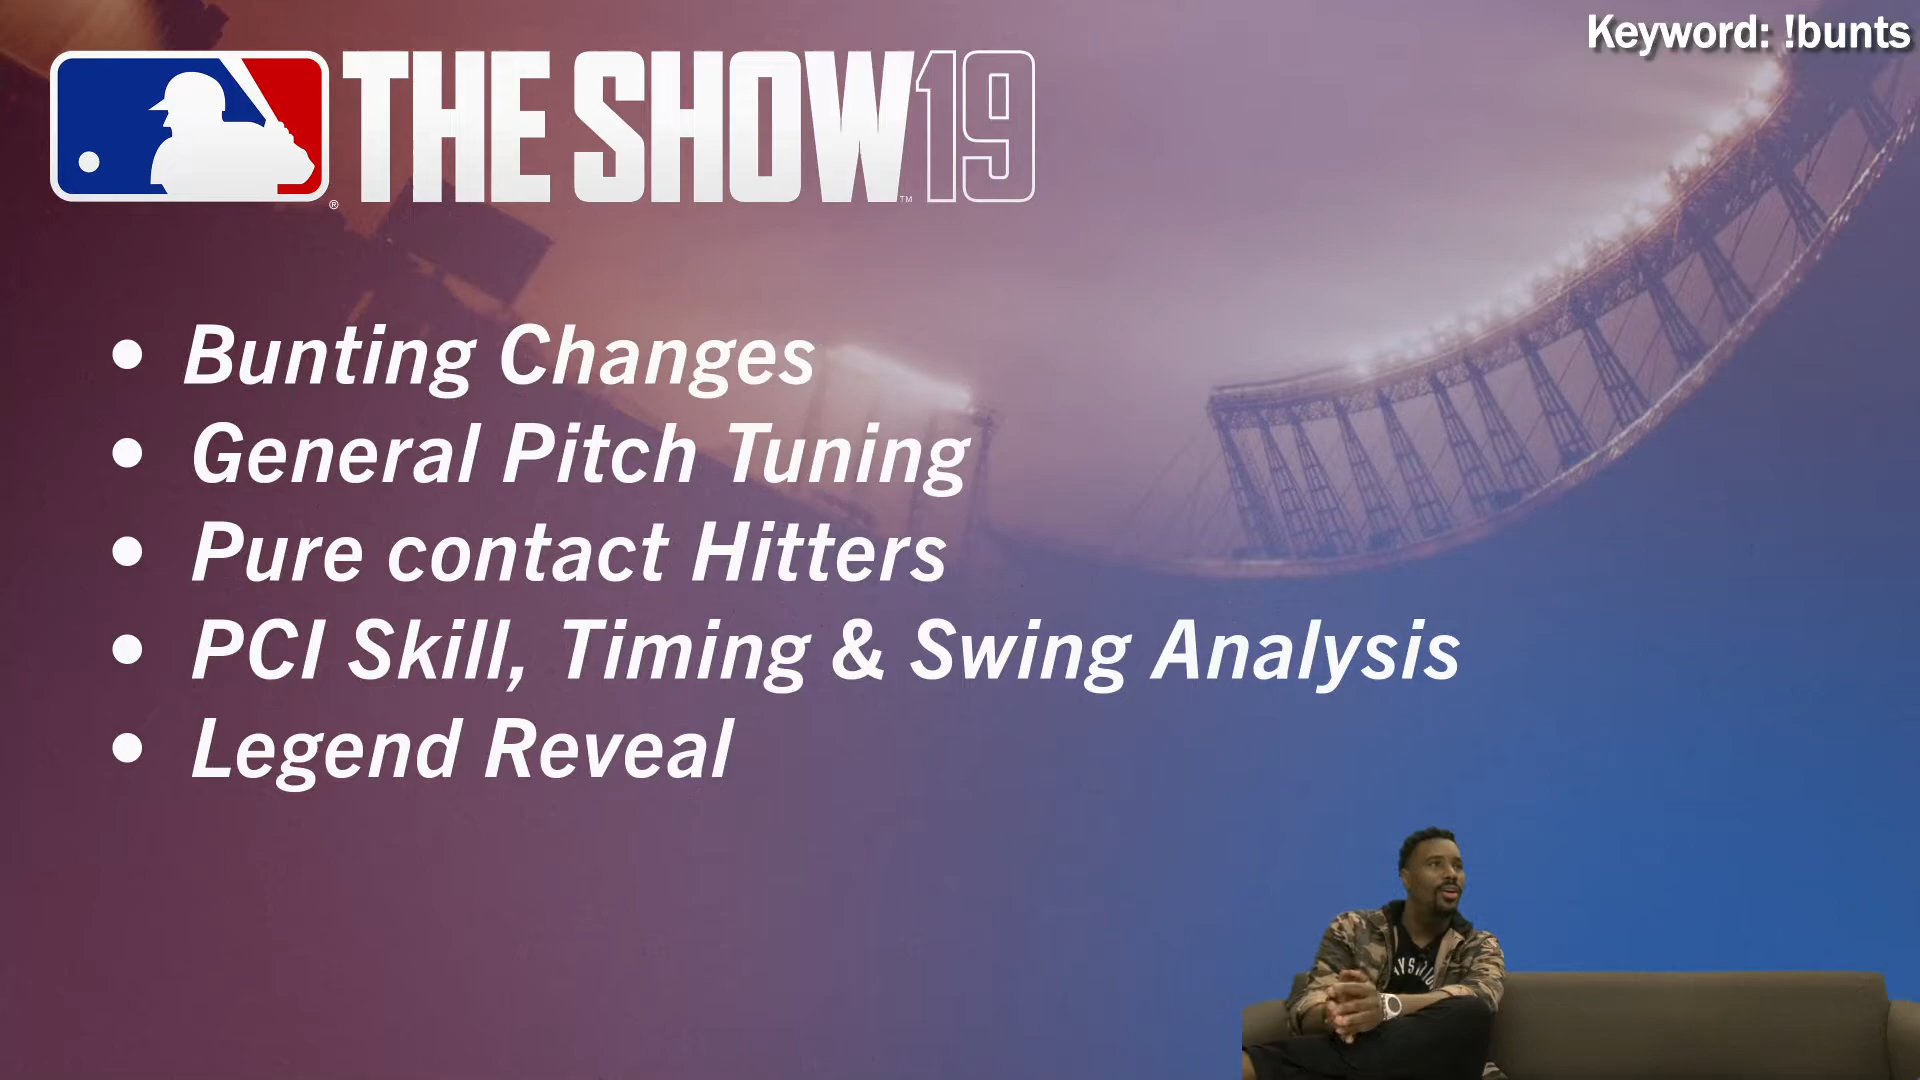 Keyword: !bunts
THE SHOW 19
• Bunting Changes
• General Pitch Tuning
• Pure contact Hitters
• PCI Skill, Timing & Swing Analysis
• Legend Reveal